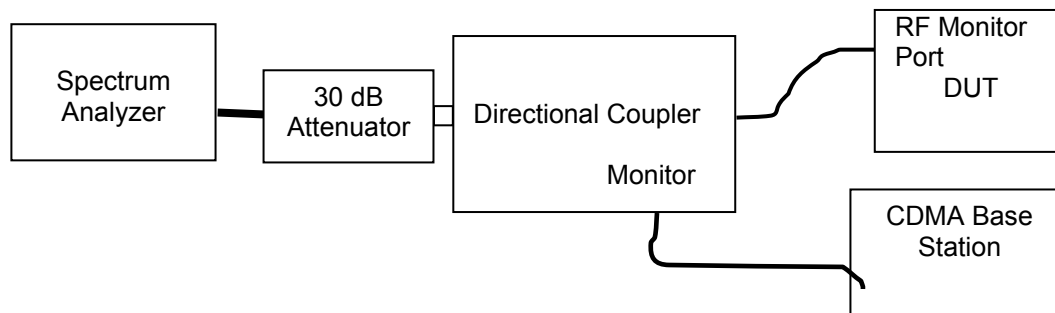 Spectrum
Analyzer
30 dB
Attenuator
Directional Coupler
Monitor
RF Monitor
Port
DUT
CDMA Base
Station